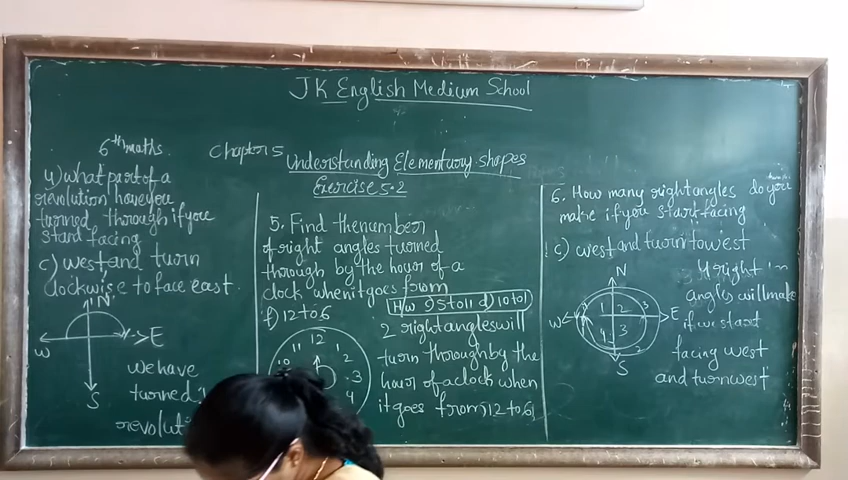 JK English Medium School
6th maths
Chapter 5
Understanding Elementary shapes
Exercise 5.2
4) what part of a
revolution have you
turned through if you
start facing
c) west and turn
clockwise to face east.
N
W
E
S
we have
turned
5. Find the number
of right angles turned
through by the hour of a
clock when it goes from
H/w c) 5 to 11 d) 10 to 1
f) 12 to 6
12
11
1
10
2
3
4
2 right angles will
turn through by the
hour of a clock when
it goes from 12 to 6
6. How many right angles do you
make if you start facing
c) west and turn to west
N
W
E
S
2
3
4 right in
angles will make
if we start
facing west
and turn west